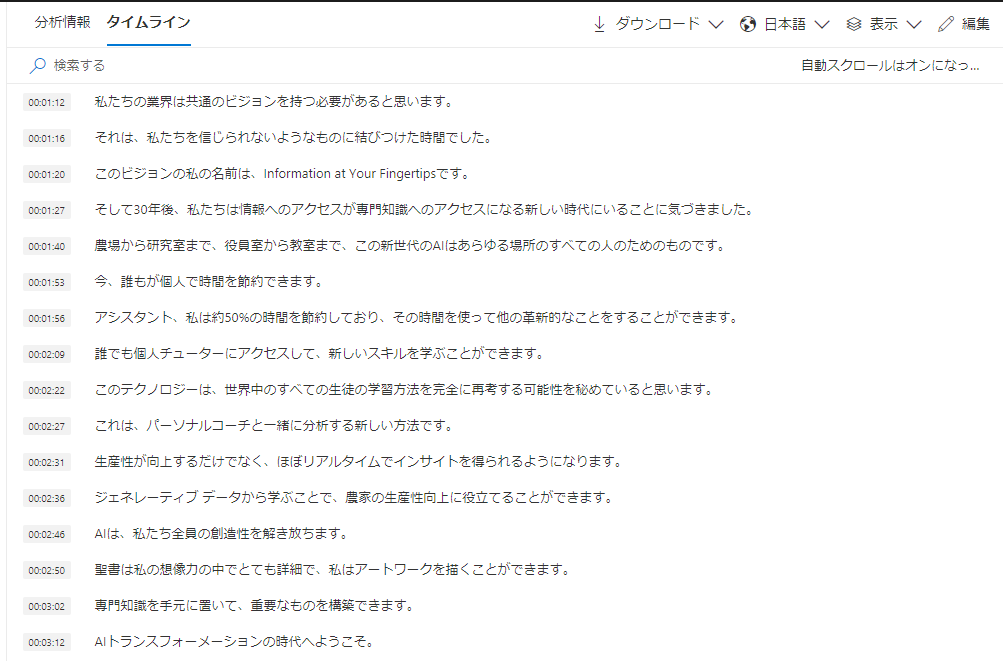 分析情報 タイムライン ダウンロード 日本語 表示 編集
検索する 自動スクロールはオンになっ...
00:01:12 私たちの業界は共通のビジョンを持つ必要があると思います。
00:01:16 それは、私たちを信じられないようなものに結びつけた時間でした。
00:01:20 このビジョンの私の名前は、Information at Your Fingertipsです。
00:01:27 そして30年後、私たちは情報へのアクセスが専門知識へのアクセスになる新しい時代にいることに気づきました。
00:01:40 農場から研究室まで、役員室から教室まで、この新世代のAIはあらゆる場所のすべての人のためのものです。
00:01:53 今、誰もが個人で時間を節約できます。
00:01:56 アシスタント、私は約50%の時間を節約しており、その時間を使って他の革新的なことをすることができます。
00:02:09 誰でも個人チューターにアクセスして、新しいスキルを学ぶことができます。
00:02:22 このテクノロジーは、世界中のすべての生徒の学習方法を完全に再考する可能性を秘めていると思います。
00:02:27 これは、パーソナルコーチと一緒に分析する新しい方法です。
00:02:31 生産性が向上するだけでなく、ほぼリアルタイムでインサイトを得られるようになります。
00:02:36 ジェネレーティブ データから学ぶことで、農家の生産性向上に役立てることができます。
00:02:46 AIは、私たち全員の創造性を解き放ちます。
00:02:50 聖書は私の想像力の中でとても詳細で、私はアートワークを描くことができます。
00:03:02 専門知識を手元に置いて、重要なものを構築できます。
00:03:12 AIトランスフォーメーションの時代へようこそ。